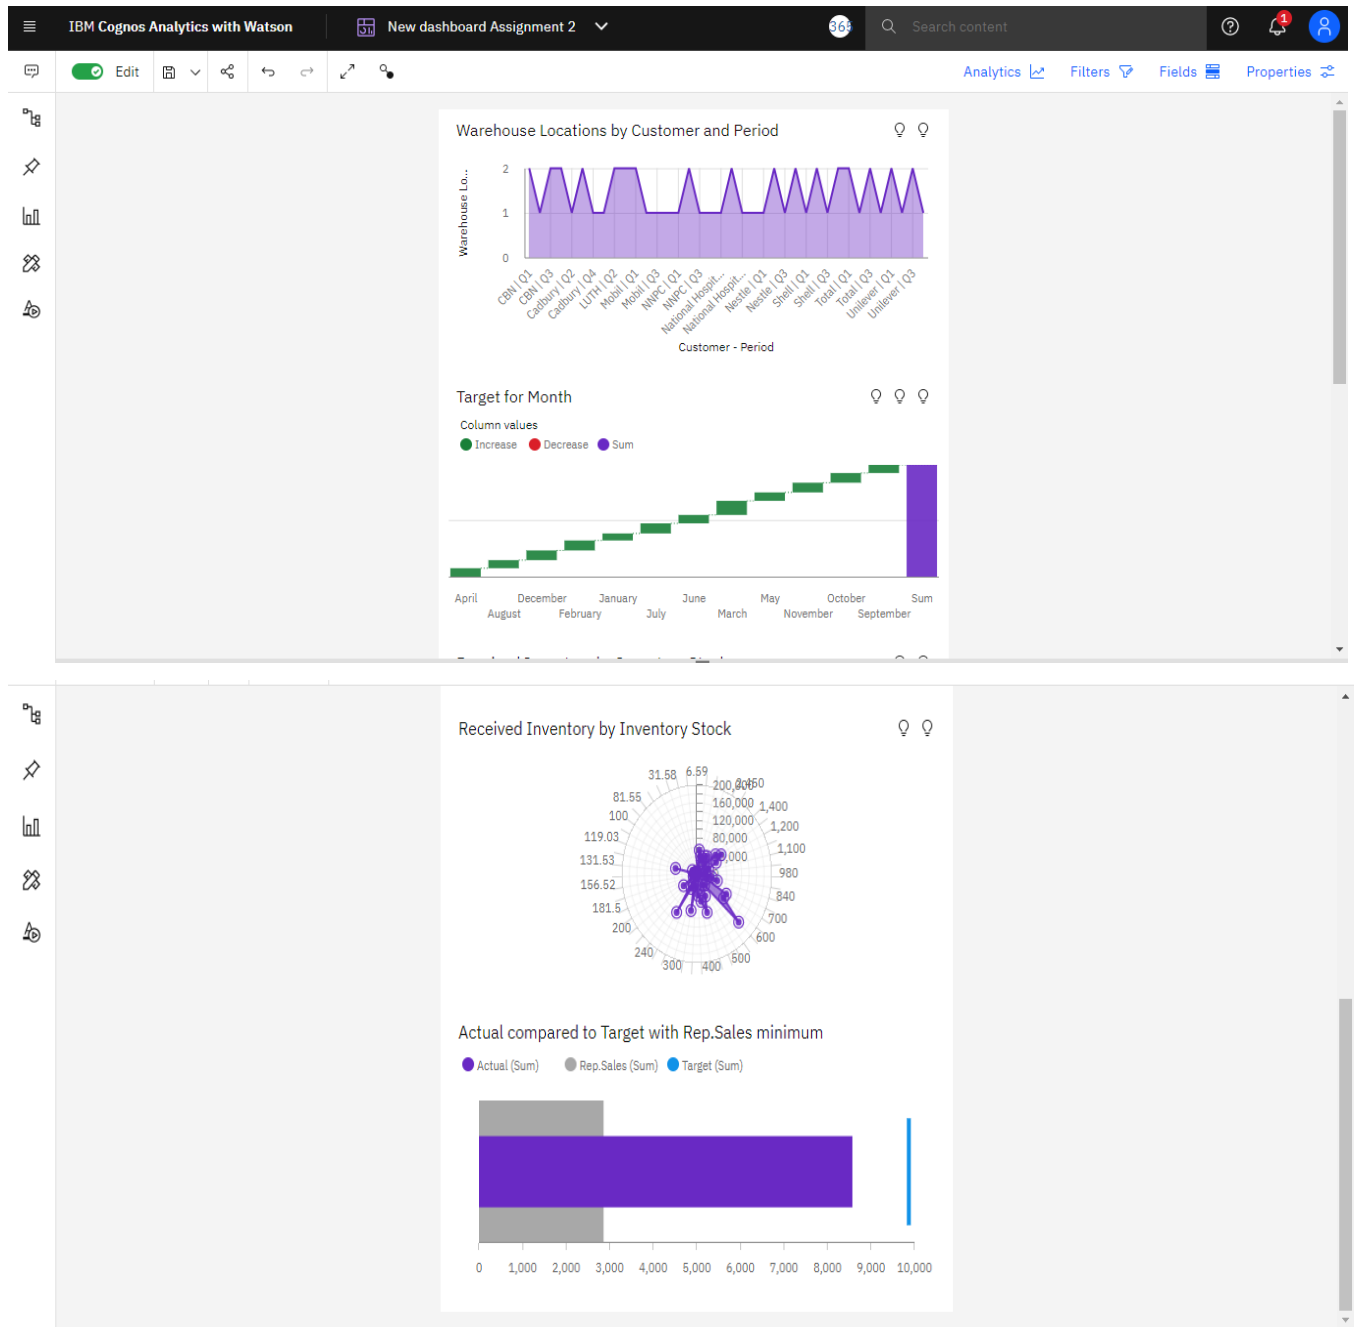 IBM Cognos Analytics with Watson
New dashboard Assignment 2
365
Search content
1
Edit
Analytics
Filters
Fields
Properties
Warehouse Locations by Customer and Period
Warehouse Lo...
2
1
0
CBN | Q1
CBN | Q3
Cadbury | Q2
Cadbury | Q4
LUTH | Q2
Mobil | Q1
Mobil | Q3
NNPC | Q1
NNPC | Q3
National Hospit...
National Hospit...
Nestle | Q1
Nestle | Q3
Shell | Q1
Shell | Q3
Total | Q1
Total | Q3
Unilever | Q1
Unilever | Q3
Customer - Period
Target for Month
Column values
Increase
Decrease
Sum
April
August
December
February
January
July
June
March
May
November
October
September
Sum
Received Inventory by Inventory Stock
6.59
31.58
81.55
100
119.03
131.53
156.52
181.5
200
240
300
400
500
600
700
840
980
1,100
1,200
1,400
200,000
160,000
120,000
80,000
Actual compared to Target with Rep.Sales minimum
Actual (Sum)
Rep.Sales (Sum)
Target (Sum)
0
1,000
2,000
3,000
4,000
5,000
6,000
7,000
8,000
9,000
10,000